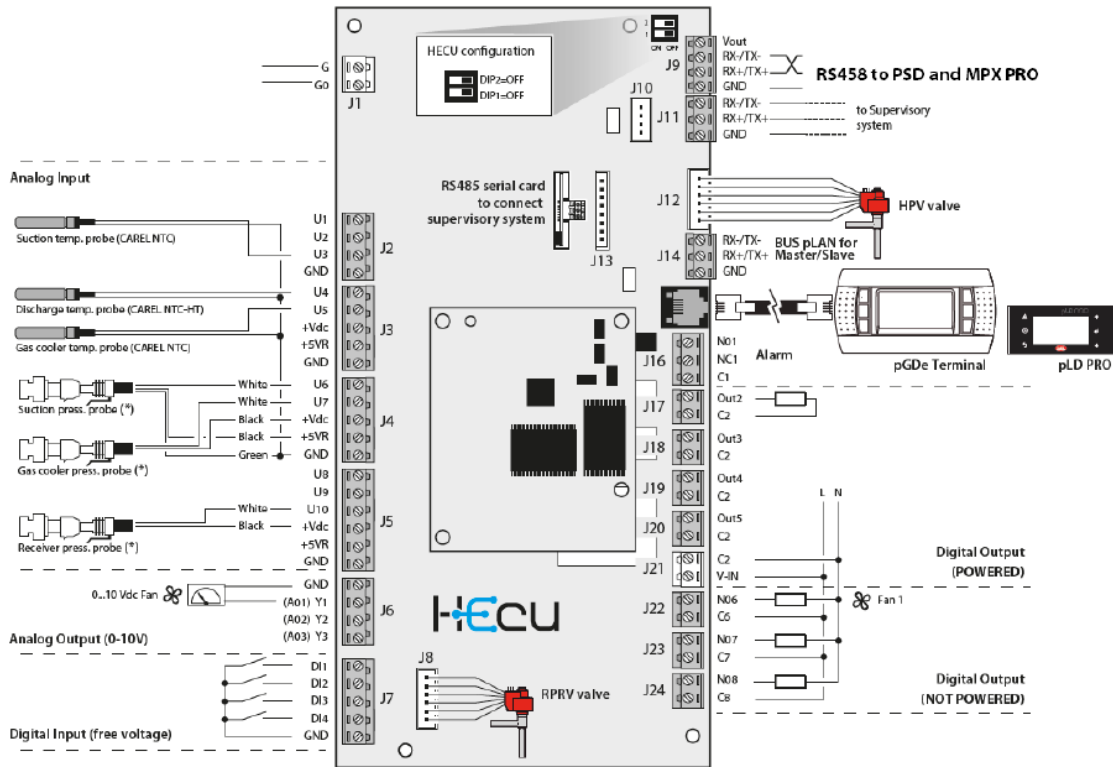 HECU configuration
DIP2=OFF
DIP1=OFF
2
1
ON OFF
G
G0
J1
J9
Vout
RX-/TX-
RX+/TX+
GND
RS458 to PSD and MPX PRO
J10
J11
RX-/TX-
RX+/TX+
GND
to Supervisory
system
Analog Input
Suction temp. probe (CAREL NTC)
U1
U2
U3
GND
J2
RS485 serial card
to connect
supervisory system
J13
J12
HPV valve
J14
RX-/TX-
RX+/TX+
GND
BUS pLAN for
Master/Slave
Discharge temp. probe (CAREL NTC-HT)
Gas cooler temp. probe (CAREL NTC)
U4
U5
+Vdc
+5VR
GND
J3
J16
No1
NC1
C1
Alarm
pGDe Terminal
pLD PRO
Suction press. probe (*)
Gas cooler press. probe (*)
White
White
Black
Black
Green
U6
U7
+Vdc
+5VR
GND
J4
J17
Out2
C2
J18
Out3
C2
J19
Out4
C2
J20
Out5
C2
J21
C2
V-IN
L N
Digital Output
(POWERED)
Receiver press. probe (*)
White
Black
U8
U9
U10
+Vdc
+5VR
GND
J5
0...10 Vdc Fan
GND
(A01) Y1
(A02) Y2
(A03) Y3
J6
Analog Output (0-10V)
HECU
J22
N06
C6
Fan 1
J23
N07
C7
J24
N08
C8
Digital Output
(NOT POWERED)
DI1
DI2
DI3
DI4
GND
J7
J8
RPRV valve
Digital Input (free voltage)